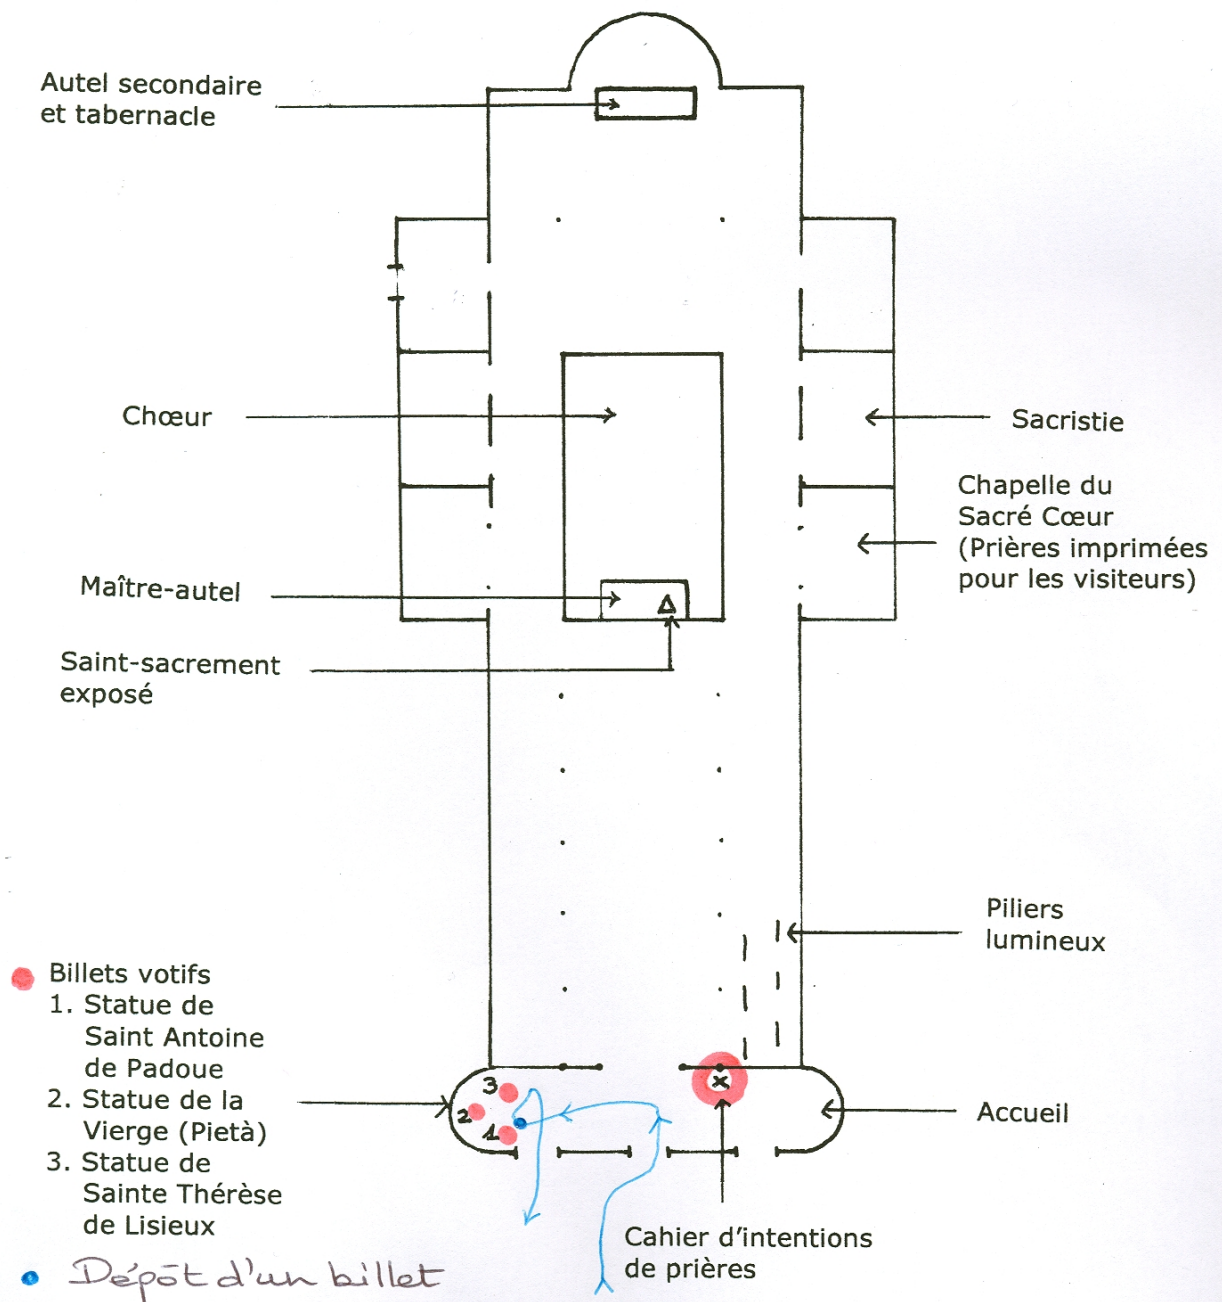 Autel secondaire
et tabernacle
Chœur
Sacristie
Chapelle du
Sacré Cœur
(Prières imprimées
pour les visiteurs)
Maître-autel
Δ
Saint-sacrement
exposé
Piliers
lumineux
Billets votifs
1. Statue de
Saint Antoine
de Padoue
2. Statue de la
Vierge (Pietà)
3. Statue de
Sainte Thérèse
de Lisieux
3
2
1
x
Accueil
Cahier d'intentions
de prières
Dépôt d'un billet